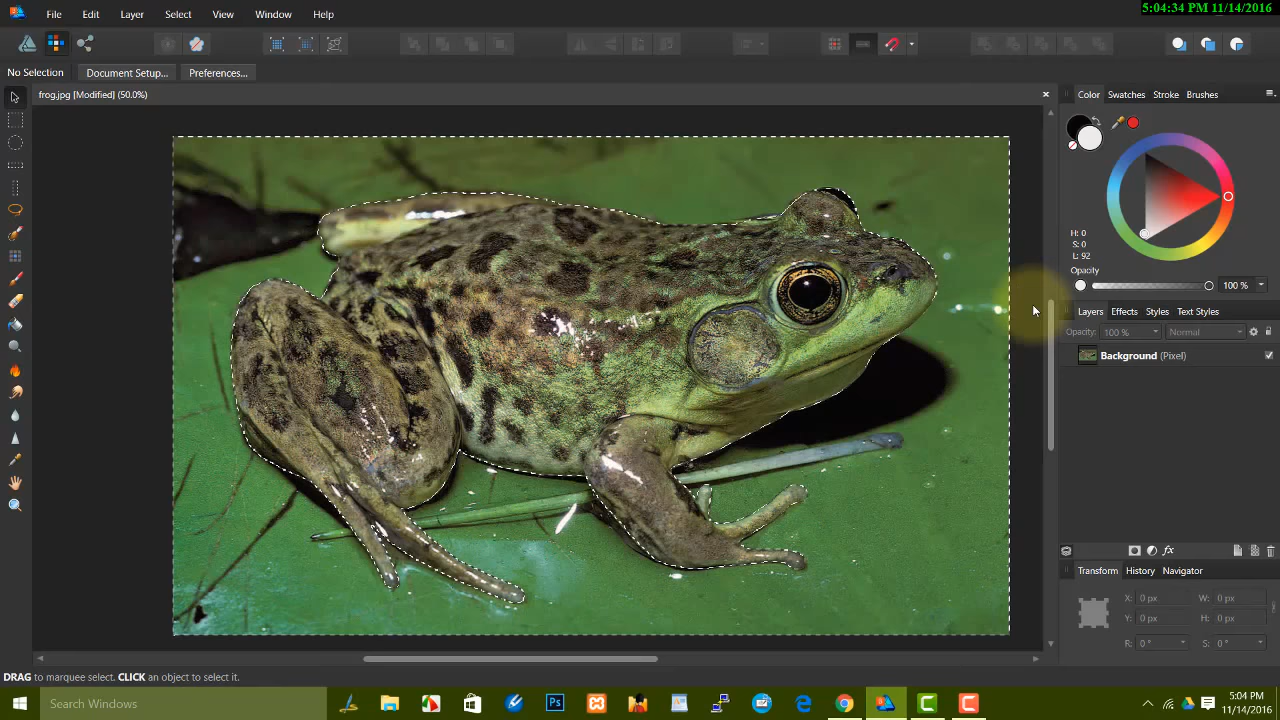 5:04:34 PM 11/14/2016
File Edit Layer Select View Window Help
No Selection Document Setup... Preferences...
frog.jpg [Modified] (50.0%)
Color Swatches Stroke Brushes
H: 0
S: 0
L: 92
Opacity
100 %
Layers Effects Styles Text Styles
Opacity: 100 % Normal
Background (Pixel)
Transform History Navigator
X: 0 px W: 0 px
Y: 0 px H: 0 px
R: 0 ° S: 0 °
DRAG to marquee select. CLICK an object to select it.
Search Windows
Ps
5:04 PM
11/14/2016